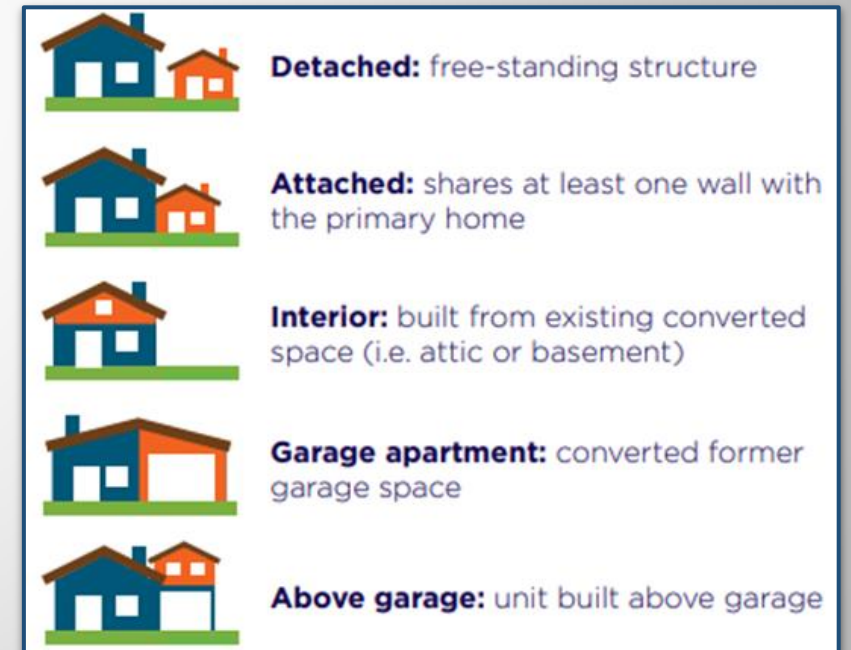 Detached: free-standing structure
Attached: shares at least one wall with
the primary home
Interior: built from existing converted
space (i.e. attic or basement)
Garage apartment: converted former
garage space
Above garage: unit built above garage